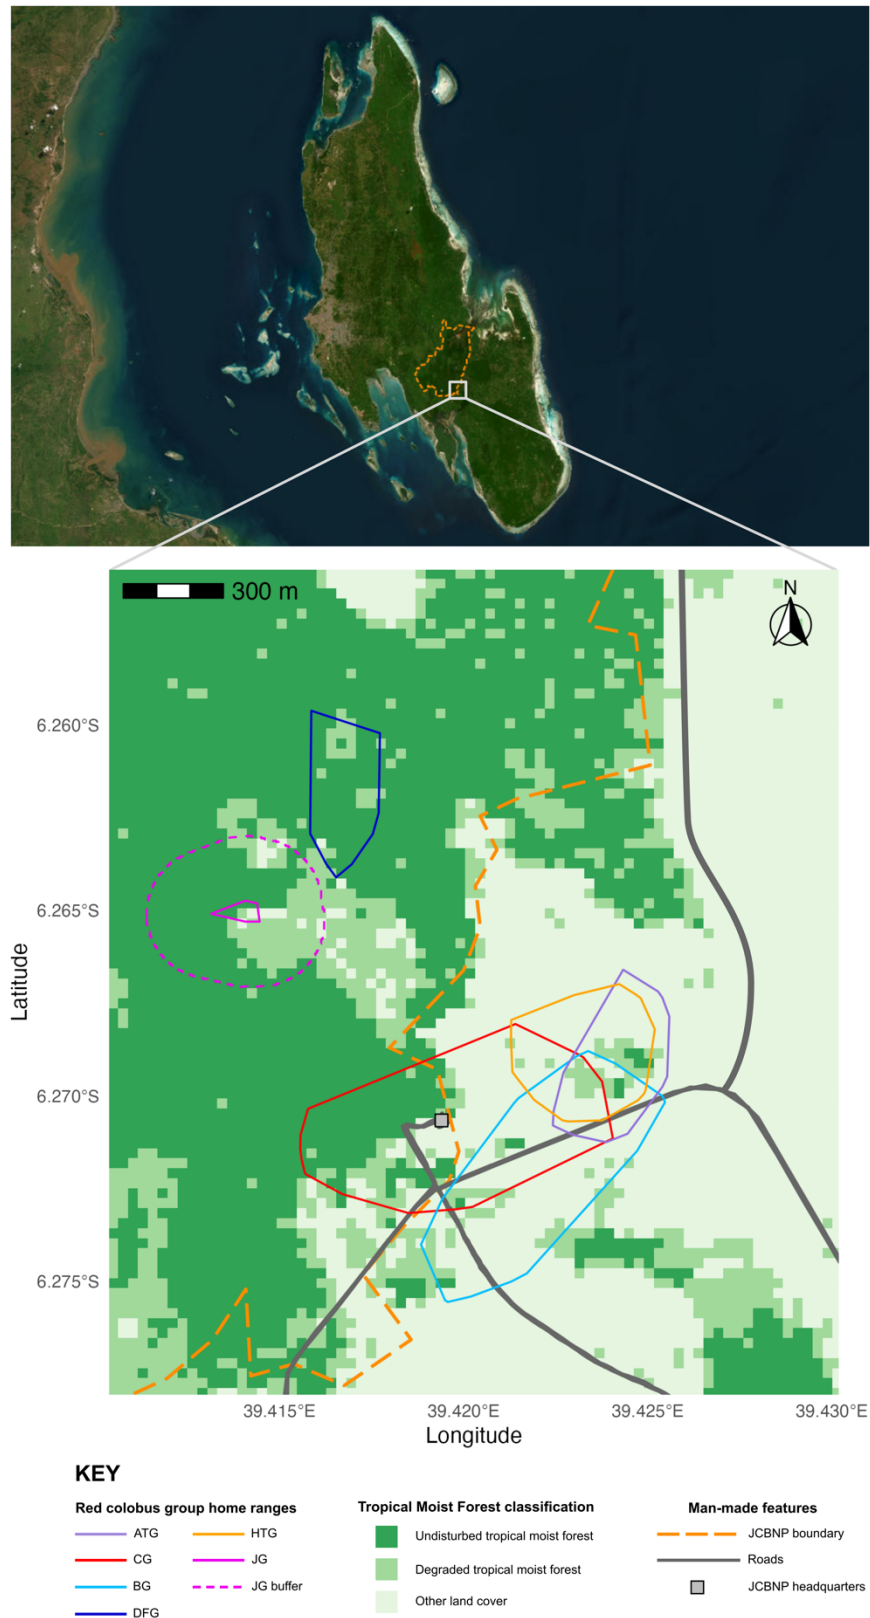 300 m
N
6.260°S
6.265°S
6.270°S
6.275°S
Latitude
39.415°E 39.420°E 39.425°E 39.430°E
Longitude
KEY
Red colobus group home ranges
ATG
CG
BG
DFG
HTG
JG
JG buffer
Tropical Moist Forest classification
Undisturbed tropical moist forest
Degraded tropical moist forest
Other land cover
Man-made features
JCBNP boundary
Roads
JCBNP headquarters